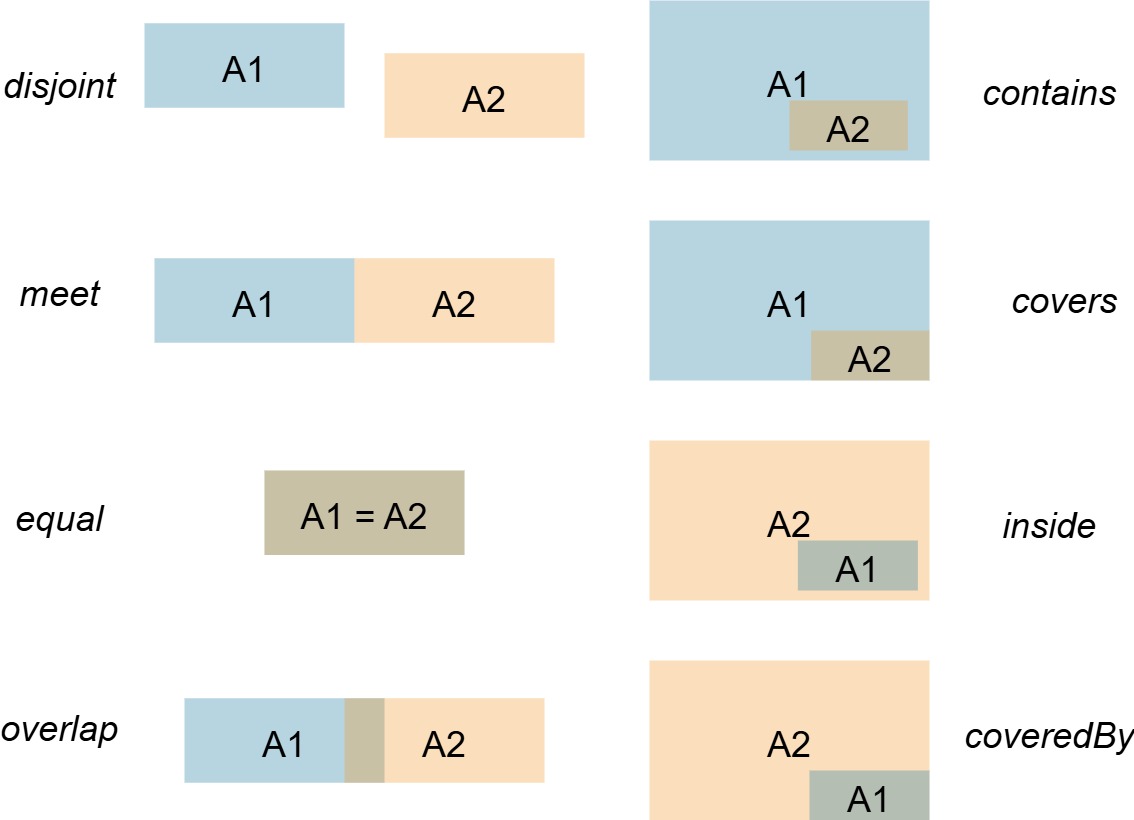 disjoint
A1
A2
meet
A1
A2
equal
A1 = A2
overlap
A1
A2
A1
A2
contains
A1
A2
covers
A2
A1
inside
A2
A1
coveredBy